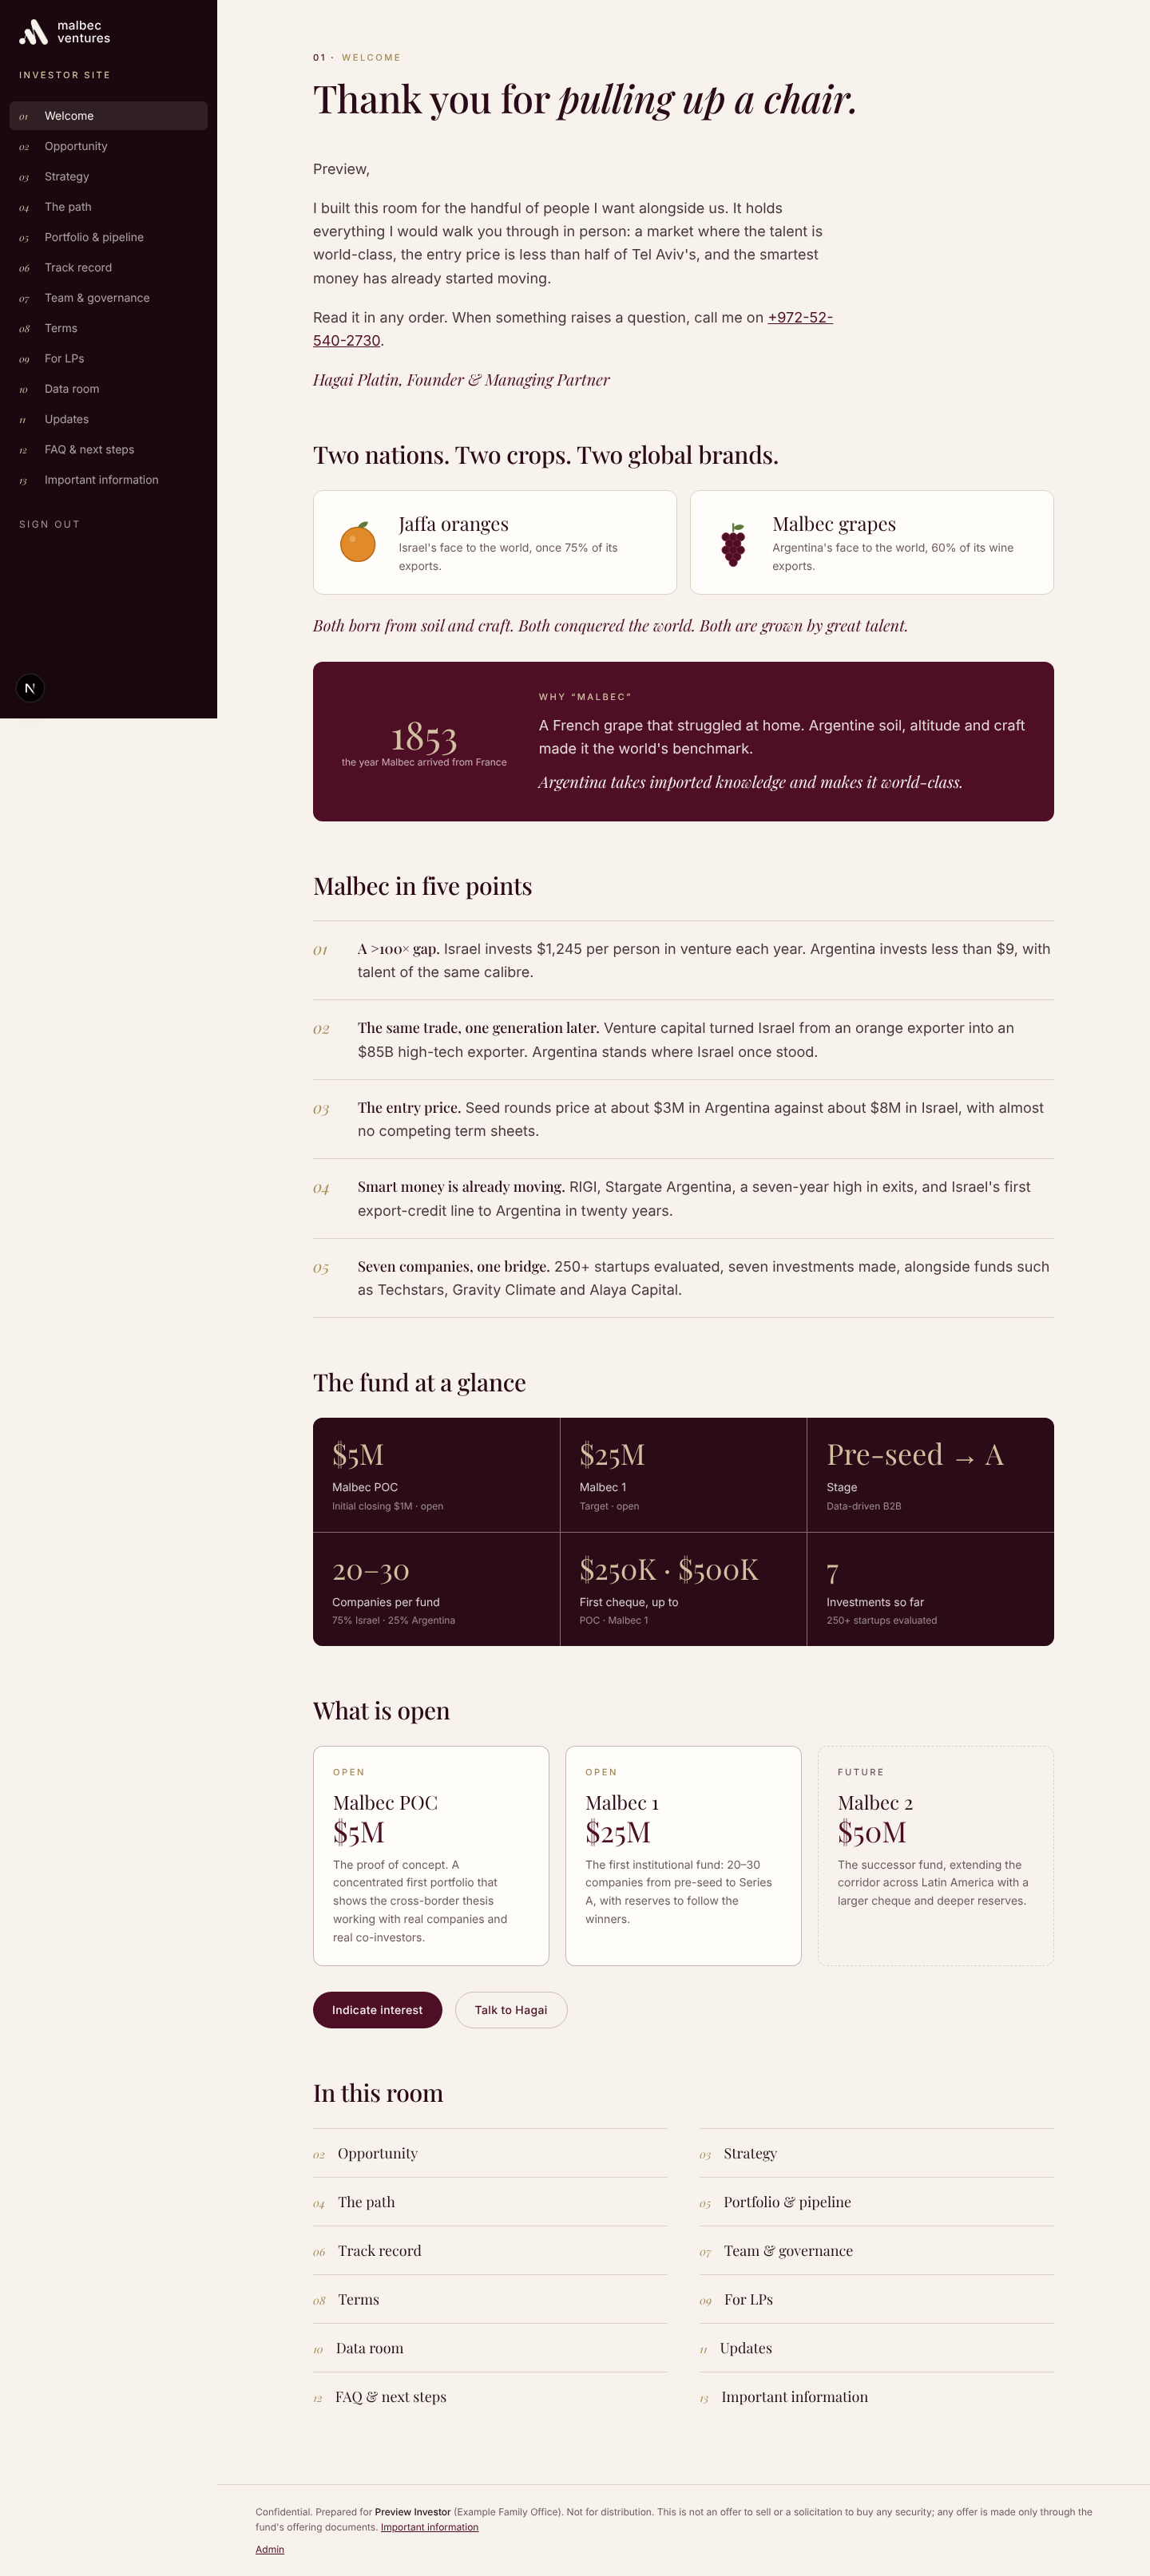 malbec
ventures
INVESTOR SITE
01 Welcome
02 Opportunity
03 Strategy
04 The path
05 Portfolio & pipeline
06 Track record
07 Team & governance
08 Terms
09 For LPs
10 Data room
11 Updates
12 FAQ & next steps
13 Important information
SIGN OUT
N
01 · WELCOME
Thank you for pulling up a chair.
Preview,
I built this room for the handful of people I want alongside us. It holds
everything I would walk you through in person: a market where the talent is
world-class, the entry price is less than half of Tel Aviv's, and the smartest
money has already started moving.
Read it in any order. When something raises a question, call me on +972-52-
540-2730.
Hagai Platin, Founder & Managing Partner
Two nations. Two crops. Two global brands.
Jaffa oranges
Israel's face to the world, once 75% of its
exports.
Malbec grapes
Argentina's face to the world, 60% of its wine
exports.
Both born from soil and craft. Both conquered the world. Both are grown by great talent.
1853
the year Malbec arrived from France
WHY “MALBEC”
A French grape that struggled at home. Argentine soil, altitude and craft
made it the world's benchmark.
Argentina takes imported knowledge and makes it world-class.
Malbec in five points
01 A >100× gap. Israel invests $1,245 per person in venture each year. Argentina invests less than $9, with
talent of the same calibre.
02 The same trade, one generation later. Venture capital turned Israel from an orange exporter into an
$85B high-tech exporter. Argentina stands where Israel once stood.
03 The entry price. Seed rounds price at about $3M in Argentina against about $8M in Israel, with almost
no competing term sheets.
04 Smart money is already moving. RIGI, Stargate Argentina, a seven-year high in exits, and Israel's first
export-credit line to Argentina in twenty years.
05 Seven companies, one bridge. 250+ startups evaluated, seven investments made, alongside funds such
as Techstars, Gravity Climate and Alaya Capital.
The fund at a glance
$5M
Malbec POC
Initial closing $1M · open
$25M
Malbec 1
Target · open
Pre-seed → A
Stage
Data-driven B2B
20–30
Companies per fund
75% Israel · 25% Argentina
$250K · $500K
First cheque, up to
POC · Malbec 1
7
Investments so far
250+ startups evaluated
What is open
OPEN
Malbec POC
$5M
The proof of concept. A
concentrated first portfolio that
shows the cross-border thesis
working with real companies and
real co-investors.
OPEN
Malbec 1
$25M
The first institutional fund: 20–30
companies from pre-seed to Series
A, with reserves to follow the
winners.
FUTURE
Malbec 2
$50M
The successor fund, extending the
corridor across Latin America with a
larger cheque and deeper reserves.
Indicate interest
Talk to Hagai
In this room
02 Opportunity
03 Strategy
04 The path
05 Portfolio & pipeline
06 Track record
07 Team & governance
08 Terms
09 For LPs
10 Data room
11 Updates
12 FAQ & next steps
13 Important information
Confidential. Prepared for Preview Investor (Example Family Office). Not for distribution. This is not an offer to sell or a solicitation to buy any security; any offer is made only through the
fund's offering documents. Important information
Admin